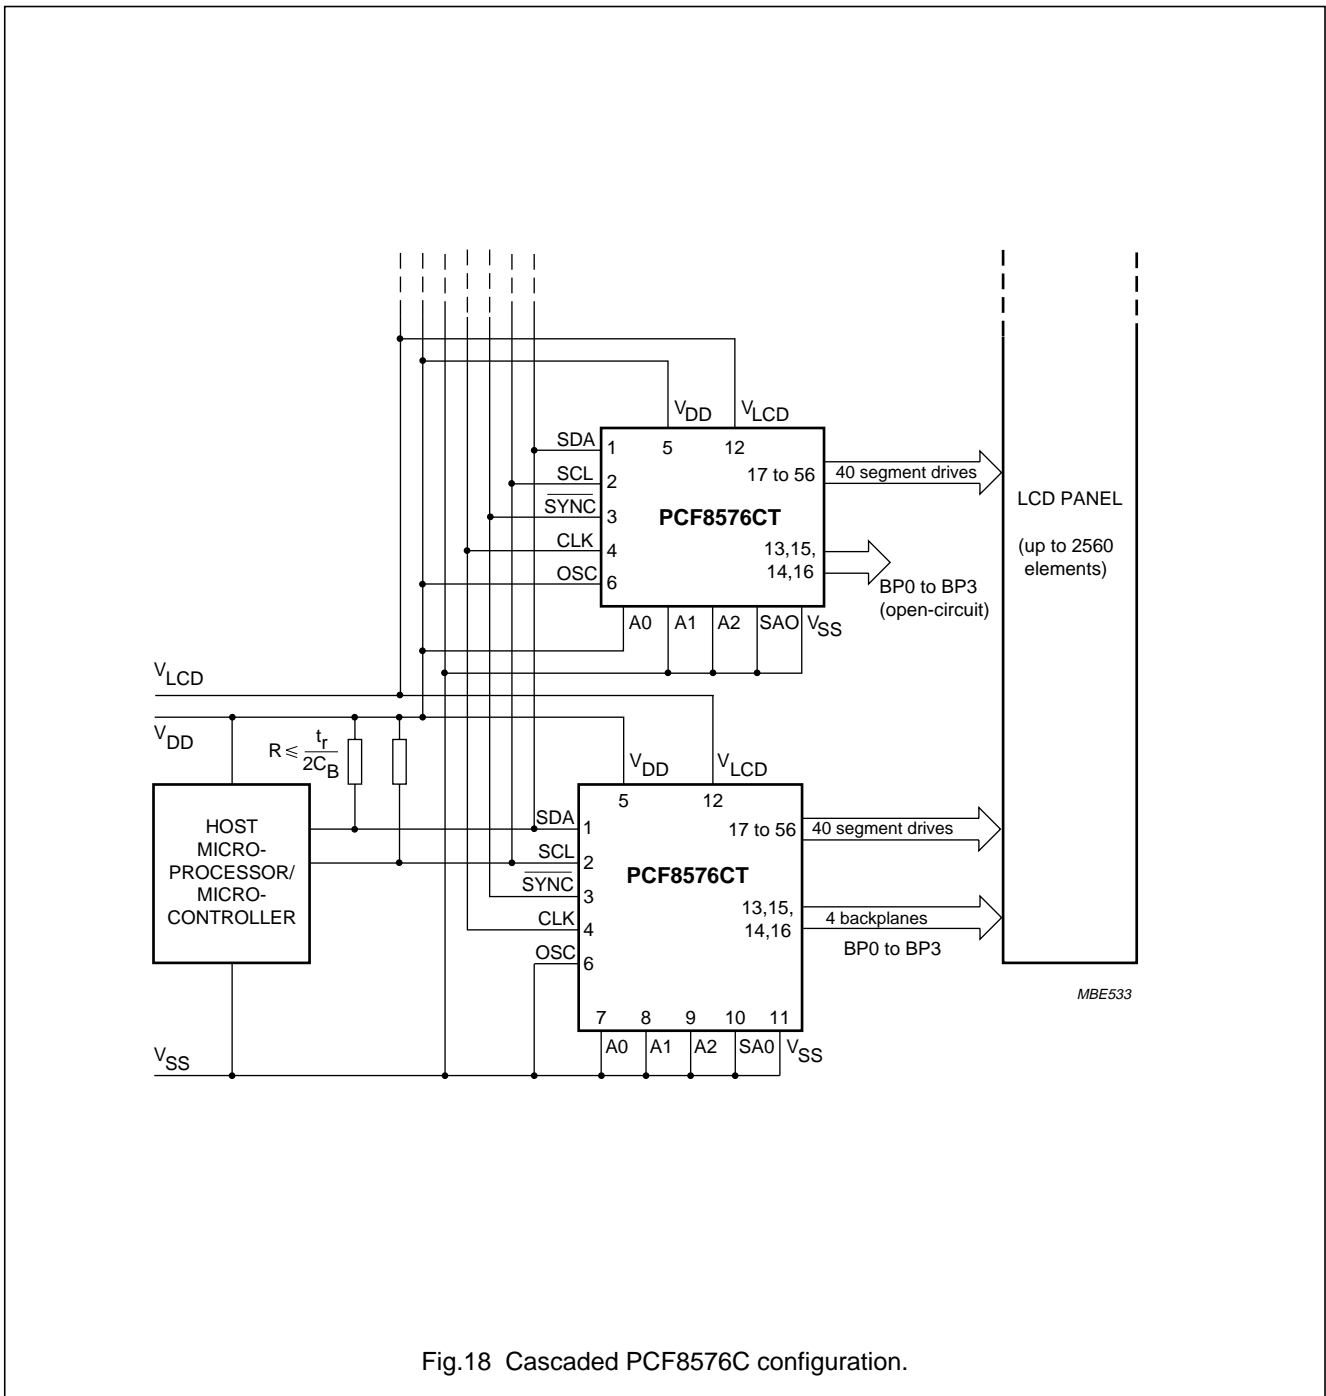 VDD
VLCD
SDA
1
5
12
SCL
2
17 to 56
40 segment drives
SYNC
3
PCF8576CT
LCD PANEL
CLK
4
13,15,
14,16
(up to 2560
elements)
OSC
6
BP0 to BP3
(open-circuit)
A0
A1
A2
SAO
VSS
VLCD
VDD
R ≤ tr
2CB
VDD
VLCD
5
12
HOST
MICRO-
PROCESSOR/
MICRO-
CONTROLLER
SDA
1
17 to 56
40 segment drives
SCL
2
PCF8576CT
SYNC
3
13,15,
14,16
4 backplanes
CLK
4
BP0 to BP3
OSC
6
MBE533
7
8
9
10
11
A0
A1
A2
SA0
VSS
VSS
Fig.18 Cascaded PCF8576C configuration.